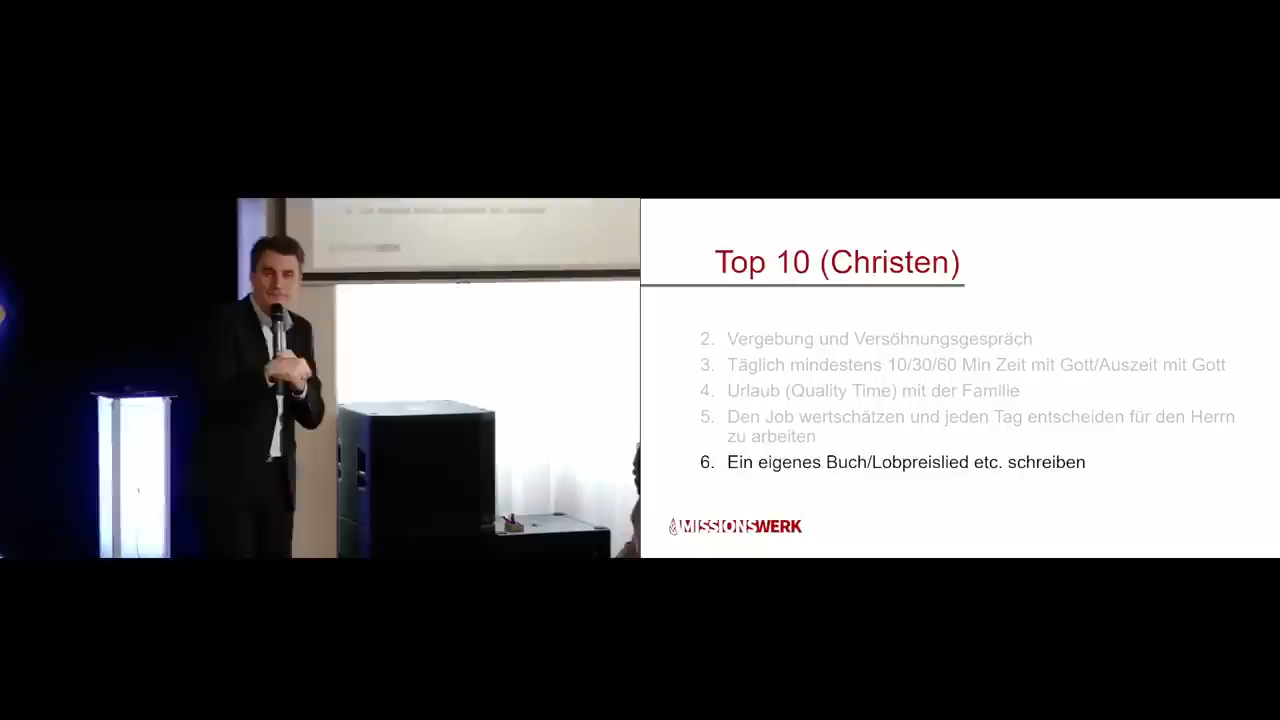 Top 10 (Christen)
2. Vergebung und Versöhnungsgespräch
3. Täglich mindestens 10/30/60 Min Zeit mit Gott/Auszeit mit Gott
4. Urlaub (Quality Time) mit der Familie
5. Den Job wertschätzen und jeden Tag entscheiden für den Herrn
zu arbeiten
6. Ein eigenes Buch/Lobpreislied etc. schreiben
MISSIONSWERK